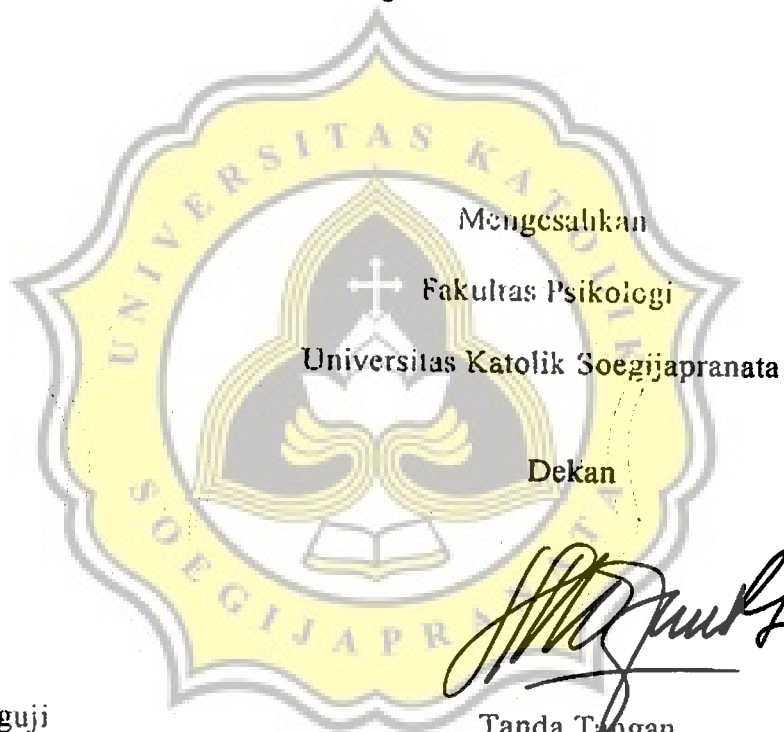 UNIVERSITAS KATOLIK
SOEGIJAPRANATA
Mengesahkan
Fakultas Psikologi
Universitas Katolik Soegijapranata
Dekan
guji
Tanda Tangan